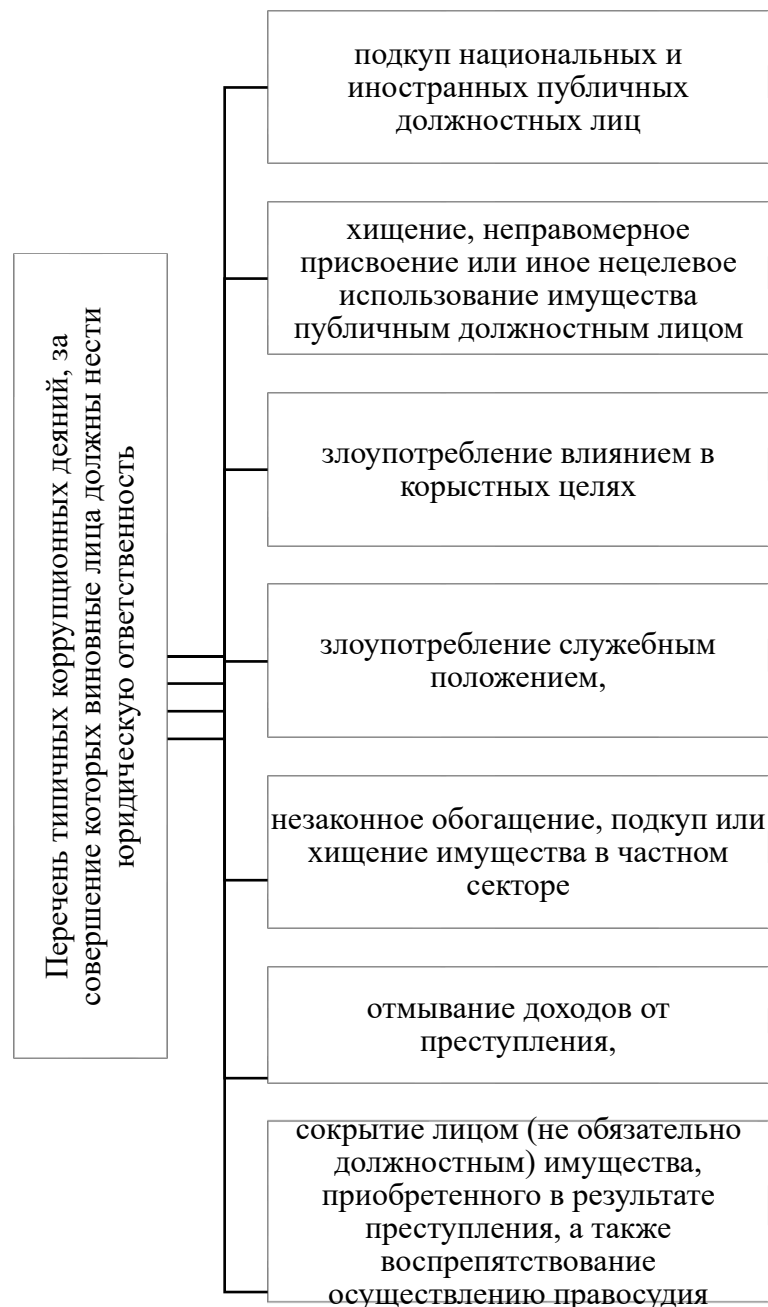 Перечень типичных коррупционных деяний, за
совершение которых виновные лица должны нести
юридическую ответственность
подкуп национальных и
иностранных публичных
должностных лиц
хищение, неправомерное
присвоение или иное нецелевое
использование имущества
публичным должностным лицом
злоупотребление влиянием в
корыстных целях
злоупотребление служебным
положением,
незаконное обогащение, подкуп или
хищение имущества в частном
секторе
отмывание доходов от
преступления,
сокрытие лицом (не обязательно
должностным) имущества,
приобретенного в результате
преступления, а также
воспрепятствование
осуществлению правосудия